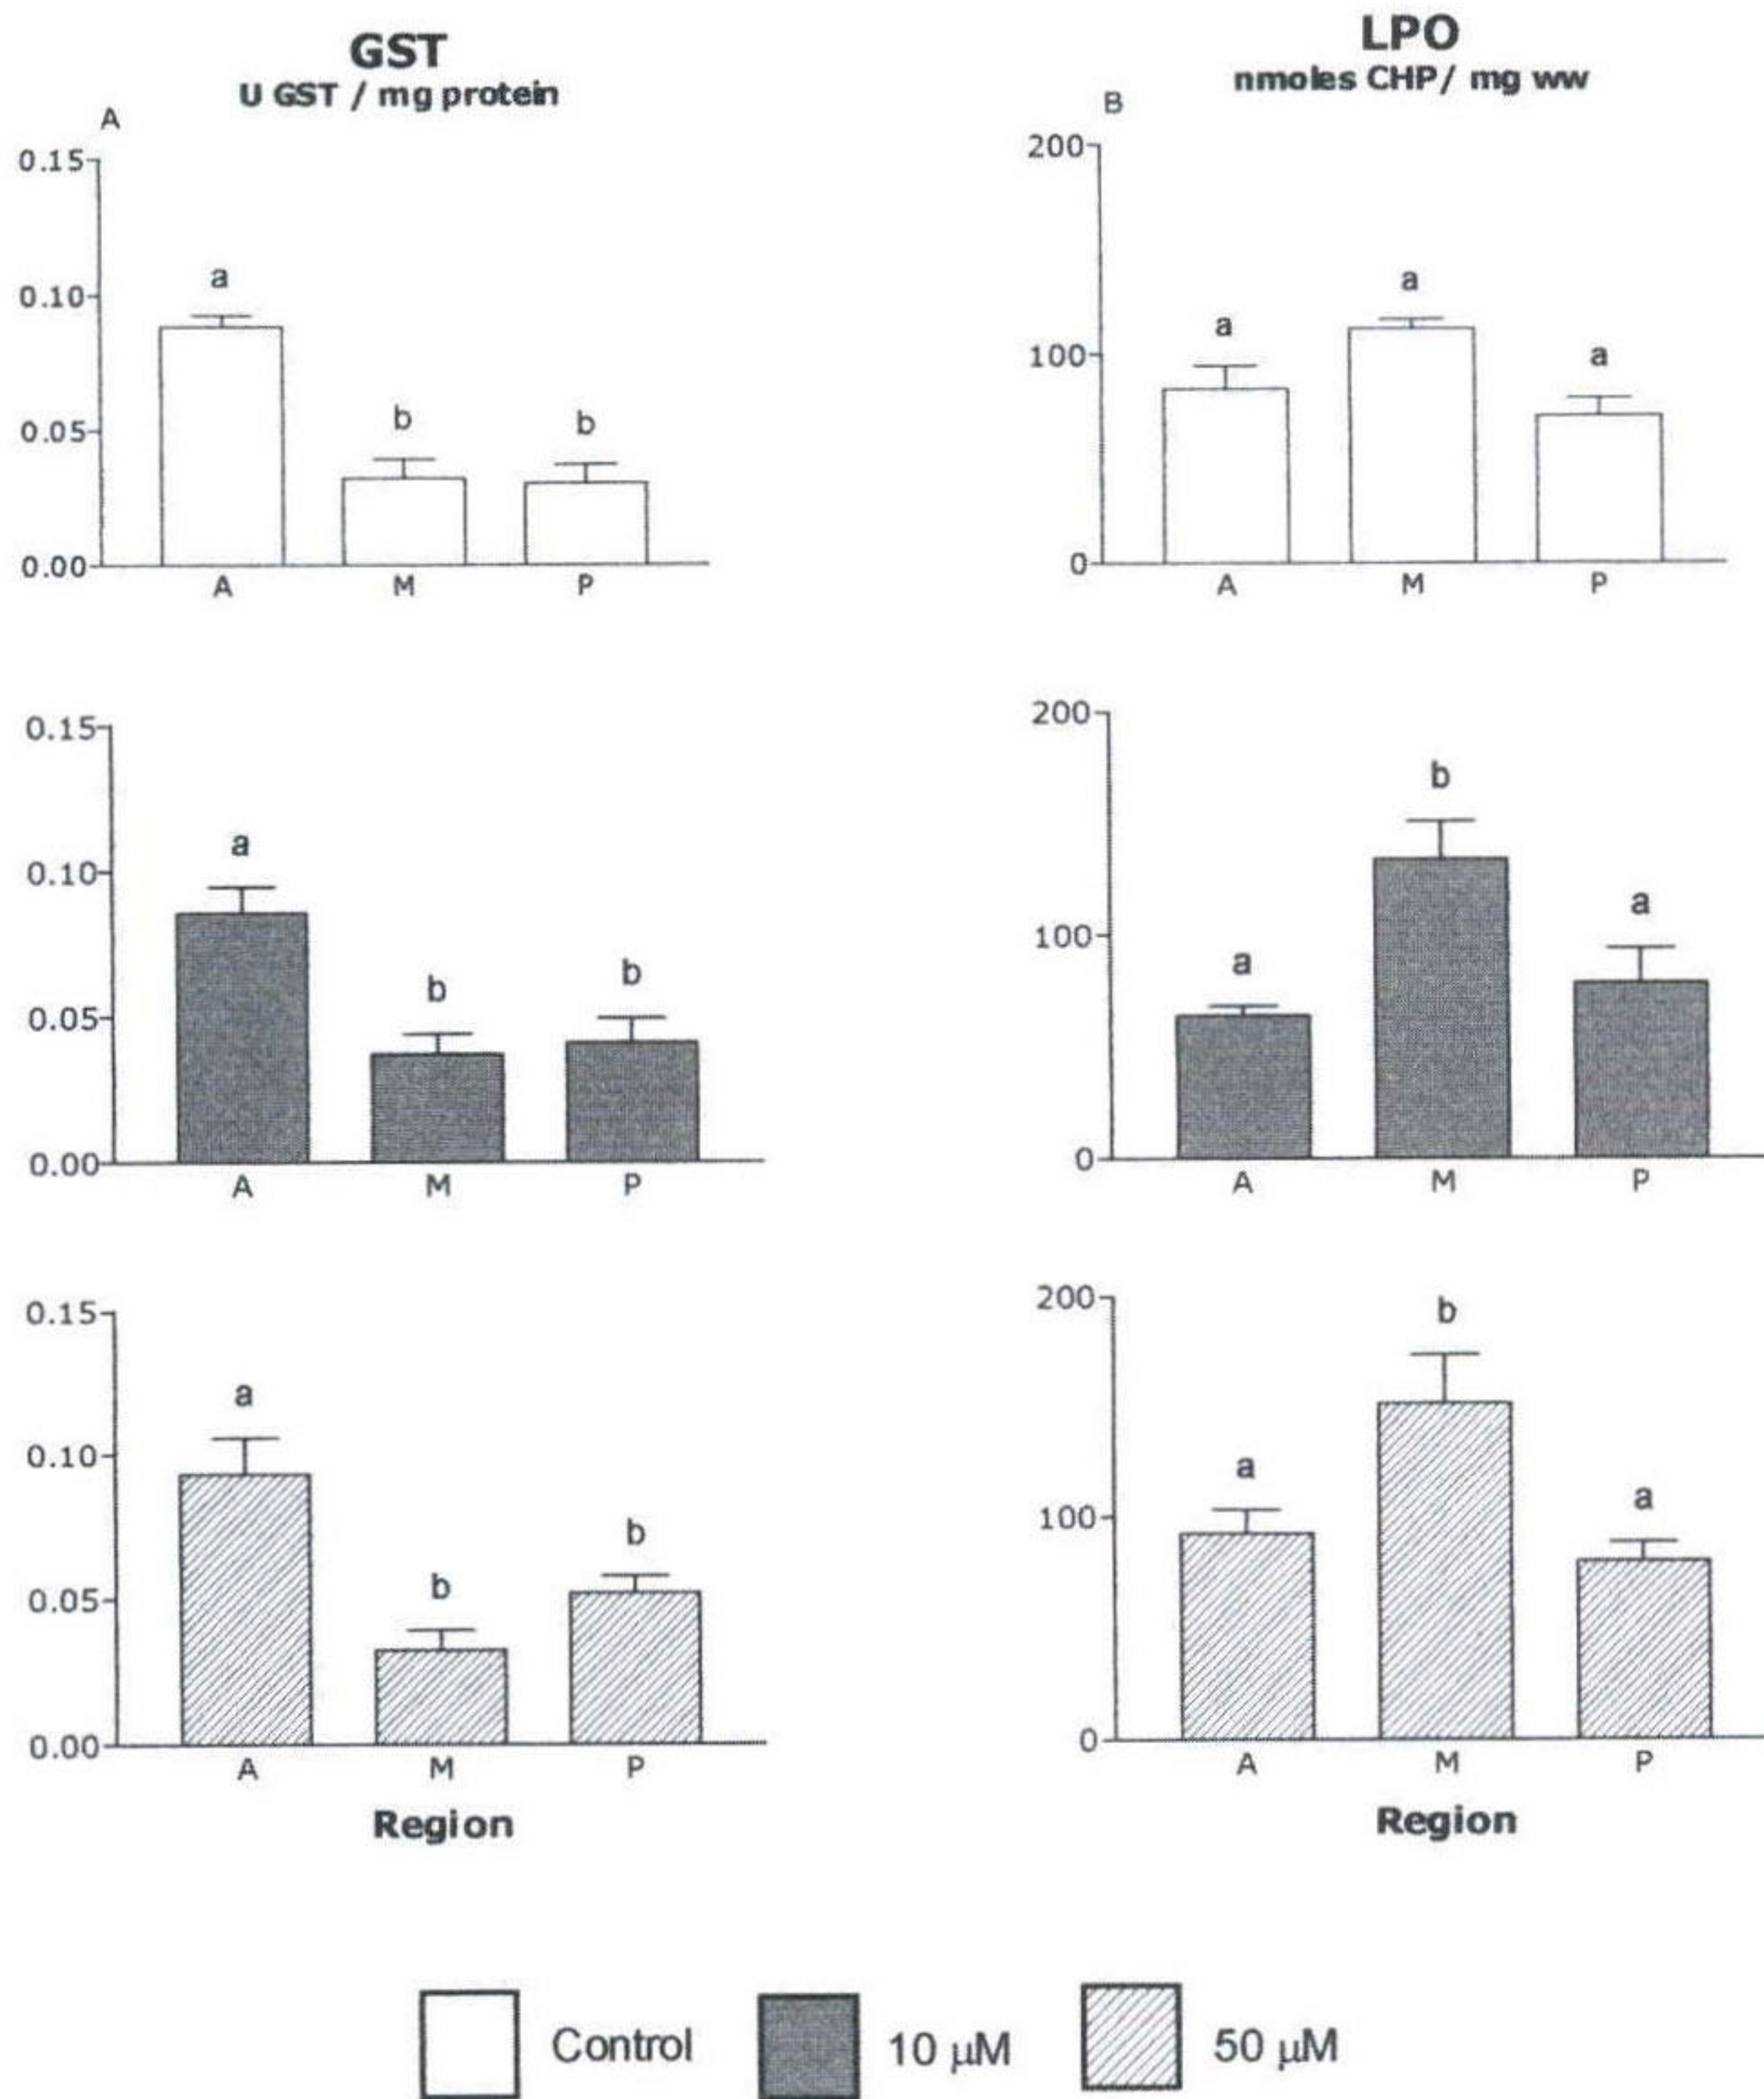 GST
U GST / mg protein
A
0.15
a
0.10
b
b
0.05
0.00
A M P
LPO
nmoles CHP/ mg ww
B
200
a
a
a
100
0
A M P
0.15
a
0.10
b
b
0.05
0.00
A M P
200
b
a
100
a
0
A M P
0.15
a
0.10
b
b
0.05
0.00
A M P
Region
200
b
a
a
100
0
A M P
Region
Control 10 µM 50 µM